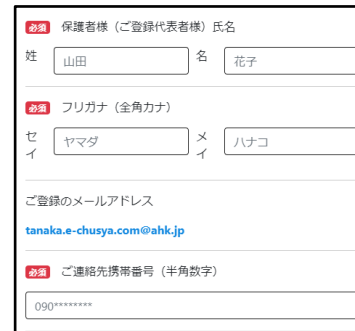 必須 保護者様（ご登録代表者様）氏名
姓 山田 名 花子
必須 フリガナ（全角カナ）
セイ ヤマダ メイ ハナコ
ご登録のメールアドレス
tanaka.e-chusya.com@ahk.jp
必須 ご連絡先携帯番号（半角数字）
090********